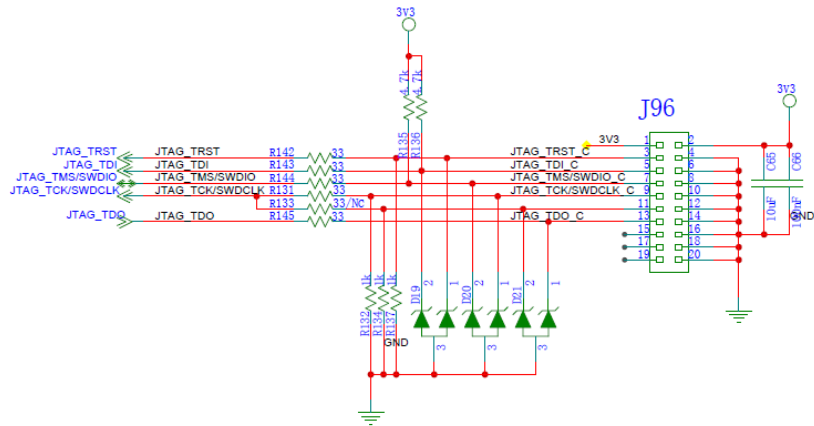 3V3
4.7k
4.7k
R135
R136
J96
3V3
3V3
JTAG_TRST
JTAG_TRST
R142
33
JTAG_TRST_C
1
2
3
4
JTAG_TDI
JTAG_TDI
R143
33
JTAG_TDI_C
5
6
JTAG_TMS/SWDIO
JTAG_TMS/SWDIO
R144
33
JTAG_TMS/SWDIO_C
7
8
JTAG_TCK/SWDCLK
JTAG_TCK/SWDCLK
R131
33
JTAG_TCK/SWDCLK_C
9
10
R133
33/NC
11
12
JTAG_TDO
JTAG_TDO
R145
33
JTAG_TDO_C
13
14
15
16
17
18
19
20
C65
C66
10uF
GND
1k
1k
1k
R132
R134
R137
D19
2
1
3
D20
2
1
3
D21
2
1
3
GND